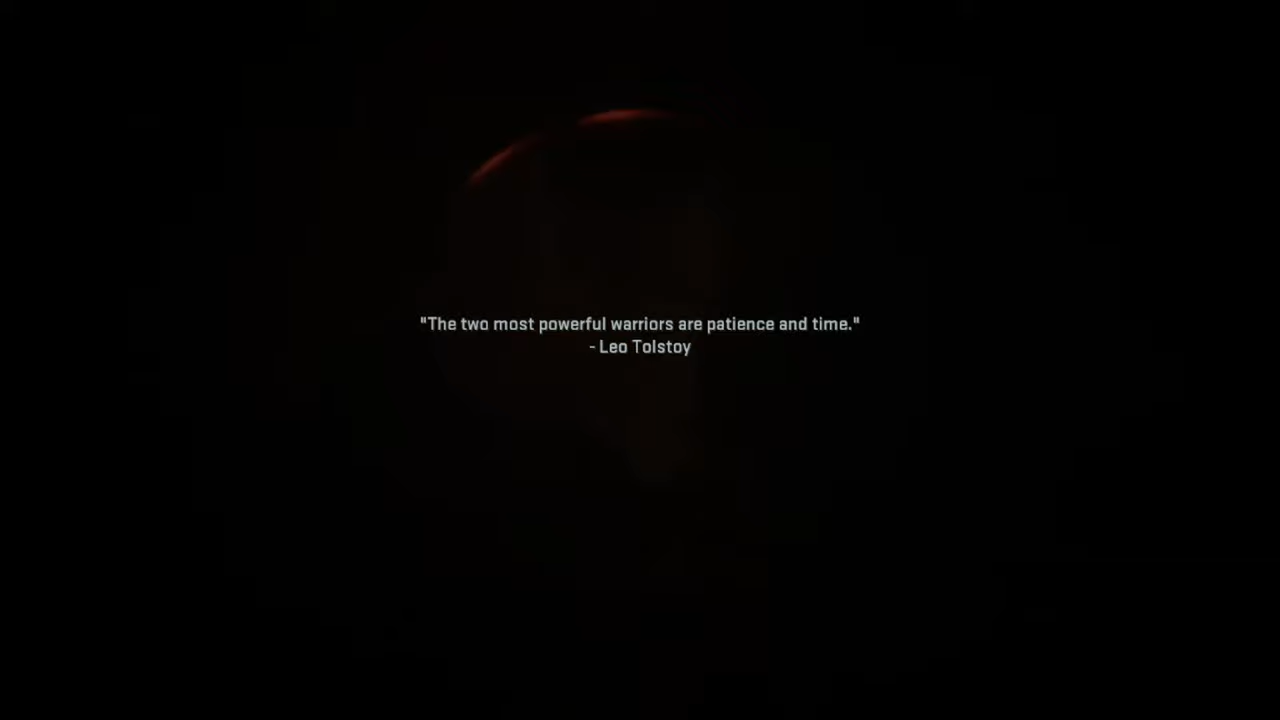 "The two most powerful warriors are patience and time."
- Leo Tolstoy